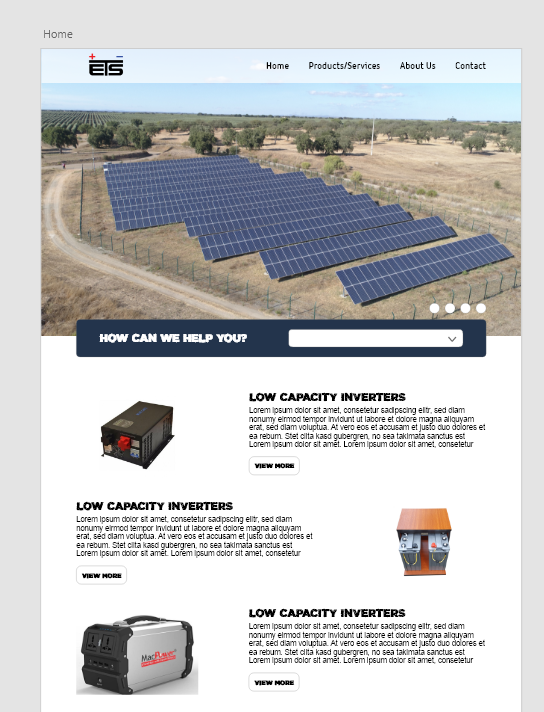 Home
ETS
Home Products/Services About Us Contact
HOW CAN WE HELP YOU?
LOW CAPACITY INVERTERS
Lorem ipsum dolor sit amet, consetetur sadipscing elitr, sed diam
nonumy eirmod tempor invidunt ut labore et dolore magna aliquyam
erat, sed diam voluptua. At vero eos et accusam et justo duo dolores et
ea rebum. Stet clita kasd gubergren, no sea takimata sanctus est
Lorem ipsum dolor sit amet. Lorem ipsum dolor sit amet, consetetur
VIEW MORE
LOW CAPACITY INVERTERS
Lorem ipsum dolor sit amet, consetetur sadipscing elitr, sed diam
nonumy eirmod tempor invidunt ut labore et dolore magna aliquyam
erat, sed diam voluptua. At vero eos et accusam et justo duo dolores et
ea rebum. Stet clita kasd gubergren, no sea takimata sanctus est
Lorem ipsum dolor sit amet. Lorem ipsum dolor sit amet, consetetur
VIEW MORE
LOW CAPACITY INVERTERS
Lorem ipsum dolor sit amet, consetetur sadipscing elitr, sed diam
nonumy eirmod tempor invidunt ut labore et dolore magna aliquyam
erat, sed diam voluptua. At vero eos et accusam et justo duo dolores et
ea rebum. Stet clita kasd gubergren, no sea takimata sanctus est
Lorem ipsum dolor sit amet. Lorem ipsum dolor sit amet, consetetur
VIEW MORE